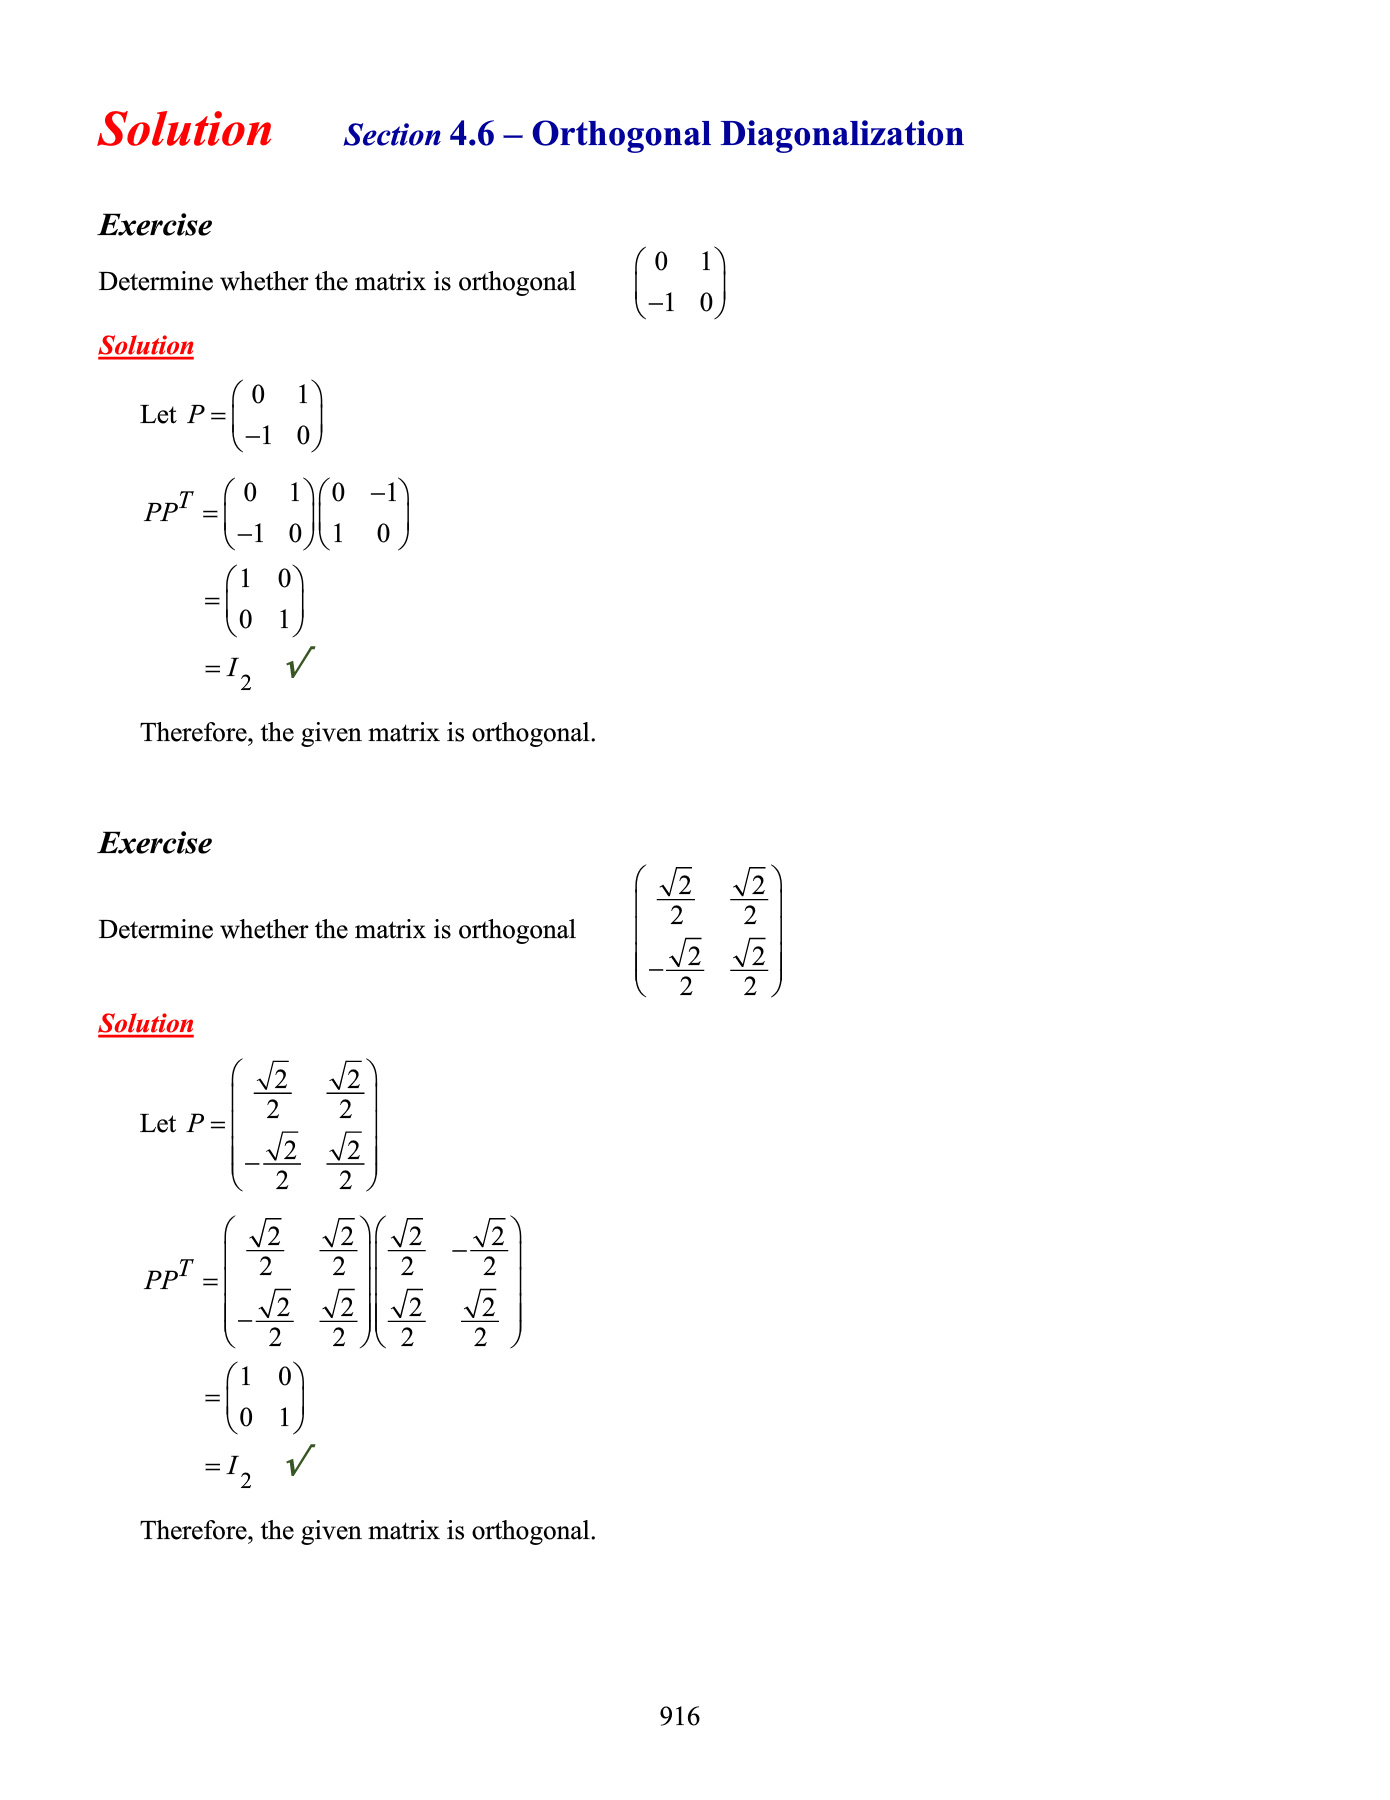 Solution Section 4.6 – Orthogonal Diagonalization
Exercise
Determine whether the matrix is orthogonal $\begin{pmatrix} 0 & 1 \\ -1 & 0 \end{pmatrix}$
Solution
Let $P = \begin{pmatrix} 0 & 1 \\ -1 & 0 \end{pmatrix}$
$PP^T = \begin{pmatrix} 0 & 1 \\ -1 & 0 \end{pmatrix} \begin{pmatrix} 0 & -1 \\ 1 & 0 \end{pmatrix}$
$= \begin{pmatrix} 1 & 0 \\ 0 & 1 \end{pmatrix}$
$= I_2$ √
Therefore, the given matrix is orthogonal.
Exercise
Determine whether the matrix is orthogonal $\begin{pmatrix} \frac{\sqrt{2}}{2} & \frac{\sqrt{2}}{2} \\ -\frac{\sqrt{2}}{2} & \frac{\sqrt{2}}{2} \end{pmatrix}$
Solution
Let $P = \begin{pmatrix} \frac{\sqrt{2}}{2} & \frac{\sqrt{2}}{2} \\ -\frac{\sqrt{2}}{2} & \frac{\sqrt{2}}{2} \end{pmatrix}$
$PP^T = \begin{pmatrix} \frac{\sqrt{2}}{2} & \frac{\sqrt{2}}{2} \\ -\frac{\sqrt{2}}{2} & \frac{\sqrt{2}}{2} \end{pmatrix} \begin{pmatrix} \frac{\sqrt{2}}{2} & -\frac{\sqrt{2}}{2} \\ \frac{\sqrt{2}}{2} & \frac{\sqrt{2}}{2} \end{pmatrix}$
$= \begin{pmatrix} 1 & 0 \\ 0 & 1 \end{pmatrix}$
$= I_2$ √
Therefore, the given matrix is orthogonal.
916